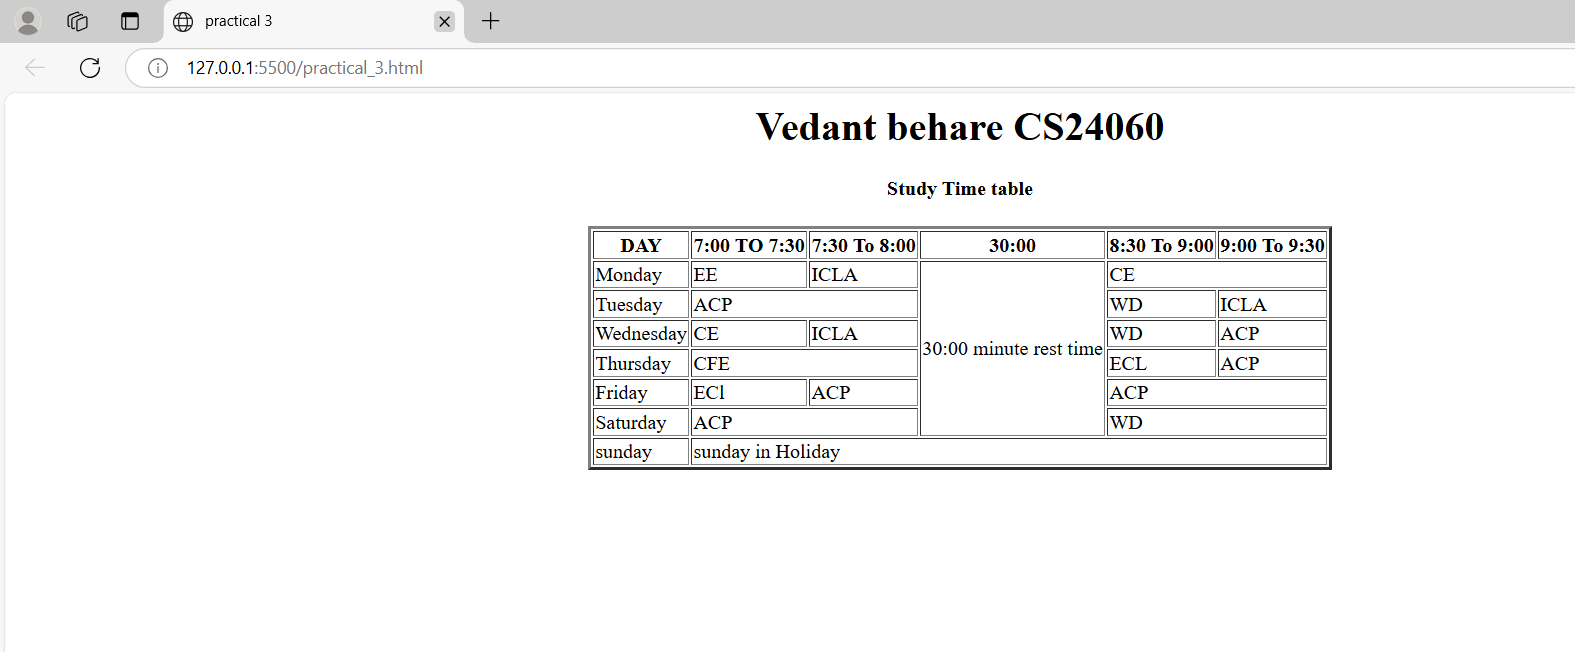 practical 3
127.0.0.1:5500/practical_3.html
Vedant behare CS24060
Study Time table
DAY 7:00 TO 7:30 7:30 To 8:00 30:00 8:30 To 9:00 9:00 To 9:30
Monday EE ICLA CE
Tuesday ACP WD ICLA
Wednesday CE ICLA WD ACP
30:00 minute rest time
Thursday CFE ECL ACP
Friday ECl ACP ACP
Saturday ACP WD
sunday sunday in Holiday